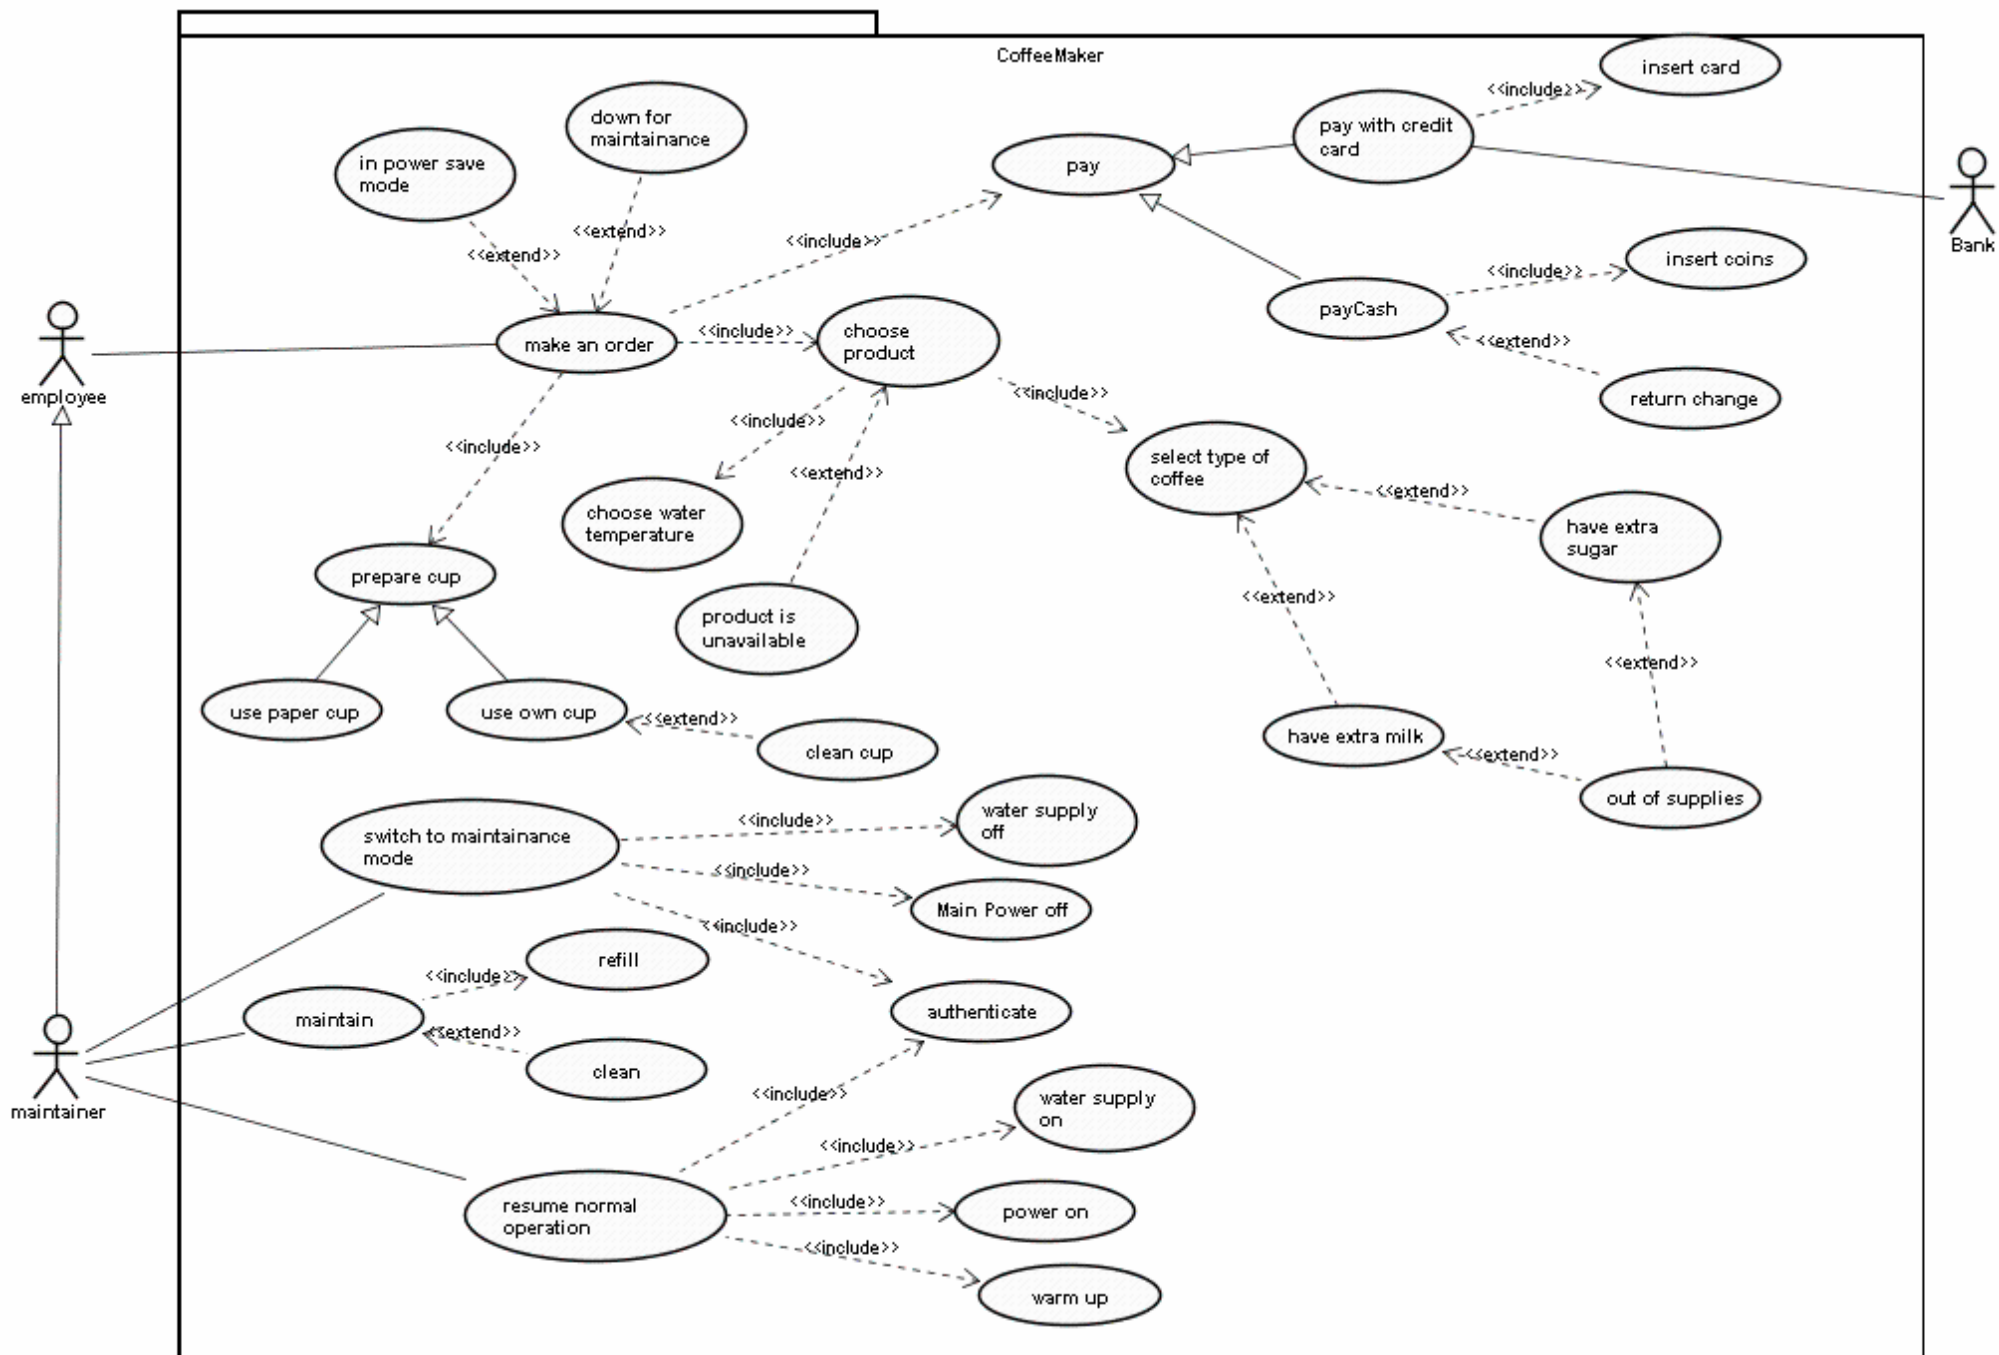 CoffeeMaker
insert card
<<include>>
down for
maintainance
pay with credit
card
in power save
mode
pay
<<extend>>
<<extend>>
<<include>>
Bank
insert coins
<<include>>
payCash
<<extend>>
return change
employee
make an order
<<include>>
choose
product
<<include>>
<<include>>
<<include>>
<<extend>>
select type of
coffee
<<extend>>
have extra
sugar
choose water
temperature
prepare cup
<<extend>>
product is
unavailable
<<extend>>
use paper cup
use own cup
<<extend>>
clean cup
have extra milk
<<extend>>
out of supplies
switch to maintainance
mode
<<include>>
water supply
off
<<include>>
Main Power off
<<include>>
refill
<<include>>
maintain
<<extend>>
clean
authenticate
maintainer
<<include>>
water supply
on
<<include>>
resume normal
operation
<<include>>
power on
<<include>>
warm up